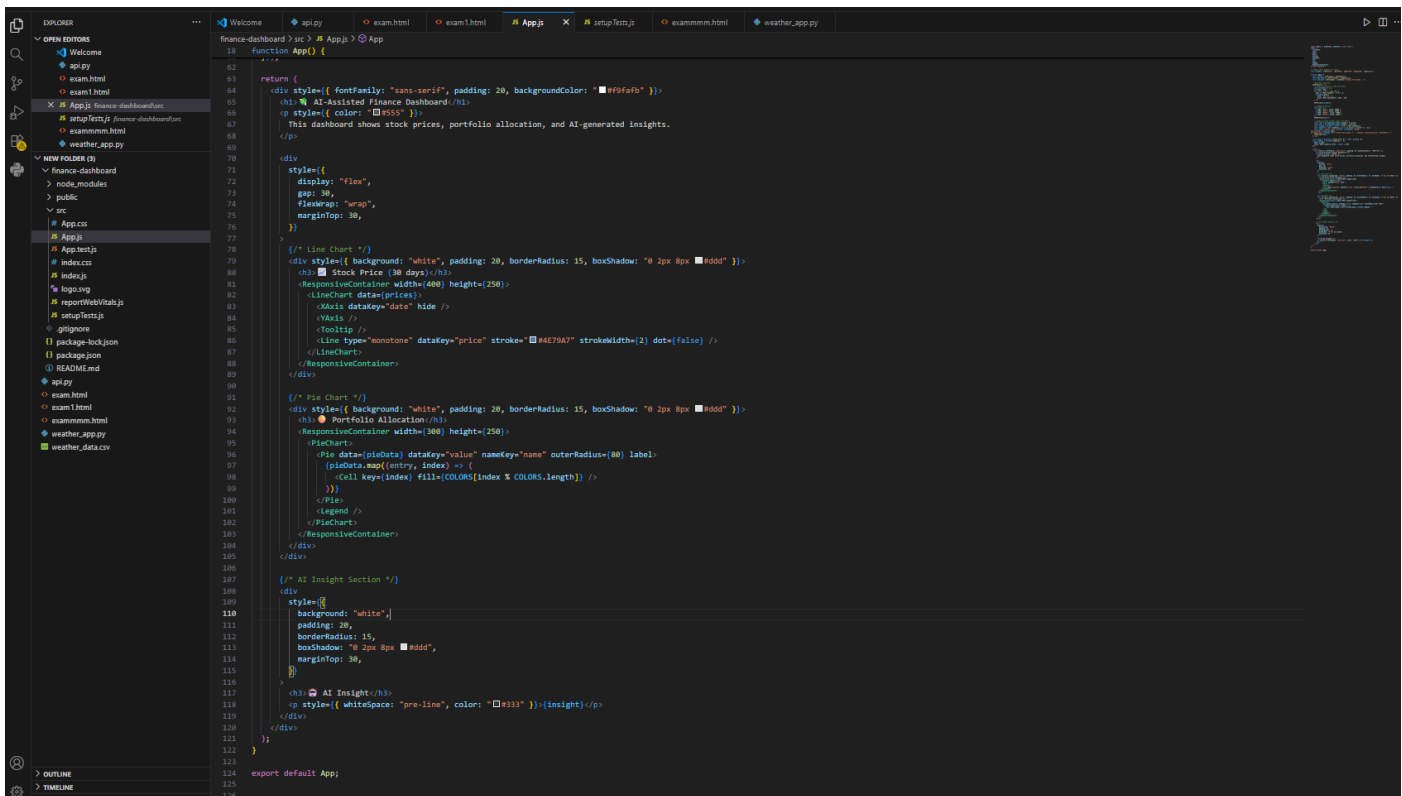 EXPLORER
OPEN EDITORS
Welcome
api.py
exam.html
exam1.html
JS App.js finance-dashboard\src
JS setupTests.js finance-dashboard\src
exammmm.html
weather_app.py
NEW FOLDER (3)
finance-dashboard
node_modules
public
src
# App.css
JS App.js
JS App.test.js
# index.css
JS index.js
logo.svg
JS reportWebVitals.js
JS setupTests.js
.gitignore
{} package-lock.json
{} package.json
README.md
api.py
exam.html
exam1.html
exammmm.html
weather_app.py
weather_data.csv
OUTLINE
TIMELINE
Welcome api.py exam.html exam1.html JS App.js JS setupTests.js exammmm.html weather_app.py
finance-dashboard > src > JS App.js > App
18 function App() {
62
63 return (
64 <div style={{ fontFamily: "sans-serif", padding: 20, backgroundColor: "#f9fafb" }}>
65 <h1>💸 AI-Assisted Finance Dashboard</h1>
66 <p style={{ color: "#555" }}>
67 This dashboard shows stock prices, portfolio allocation, and AI-generated insights.
68 </p>
69
70 <div
71 style={{
72 display: "flex",
73 gap: 30,
74 flexWrap: "wrap",
75 marginTop: 30,
76 }}
77 >
78 {/* Line Chart */}
79 <div style={{ background: "white", padding: 20, borderRadius: 15, boxShadow: "0 2px 8px #ddd" }}>
80 <h3>📈 Stock Price (30 days)</h3>
81 <ResponsiveContainer width={400} height={250}>
82 <LineChart data={prices}>
83 <XAxis dataKey="date" hide />
84 <YAxis />
85 <Tooltip />
86 <Line type="monotone" dataKey="price" stroke="#4E79A7" strokeWidth={2} dot={false} />
87 </LineChart>
88 </ResponsiveContainer>
89 </div>
90
91 {/* Pie Chart */}
92 <div style={{ background: "white", padding: 20, borderRadius: 15, boxShadow: "0 2px 8px #ddd" }}>
93 <h3> Portfolio Allocation</h3>
94 <ResponsiveContainer width={300} height={250}>
95 <PieChart>
96 <Pie data={pieData} dataKey="value" nameKey="name" outerRadius={80} label>
97 {pieData.map((entry, index) => (
98 <Cell key={index} fill={COLORS[index % COLORS.length]} />
99 ))}
100 </Pie>
101 <Legend />
102 </PieChart>
103 </ResponsiveContainer>
104 </div>
105 </div>
106
107 {/* AI Insight Section */}
108 <div
109 style={{
110 background: "white",
111 padding: 20,
112 borderRadius: 15,
113 boxShadow: "0 2px 8px #ddd",
114 marginTop: 30,
115 }}
116 >
117 <h3>🤖 AI Insight</h3>
118 <p style={{ whiteSpace: "pre-line", color: "#333" }}>{insight}</p>
119 </div>
120 </div>
121 );
122 }
123
124 export default App;
125